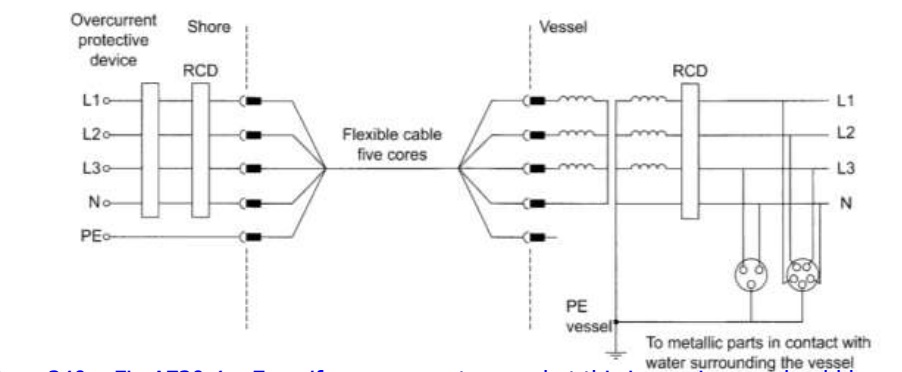 Overcurrent
protective
device
Shore
Vessel
RCD
RCD
L1
L2
L3
N
PE
Flexible cable
five cores
L1
L2
L3
N
PE
vessel
To metallic parts in contact with
water surrounding the vessel